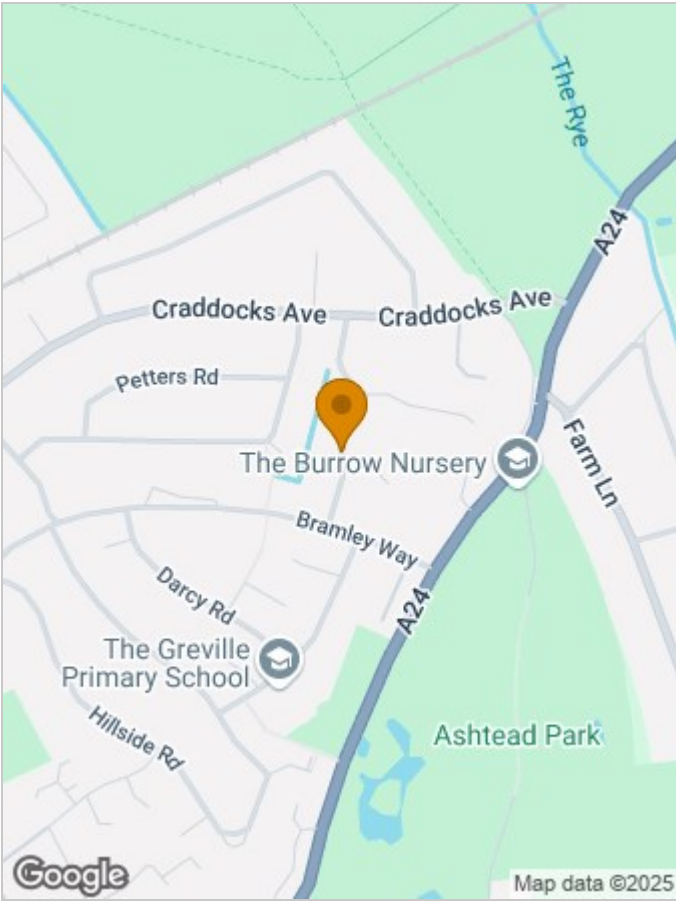 The Rye
A24
Craddocks Ave
Craddocks Ave
Petters Rd
The Burrow Nursery
Farm Ln
Bramley Way
Darcy Rd
A24
The Greville
Primary School
Hillside Rd
Ashtead Park
Google
Map data ©2025